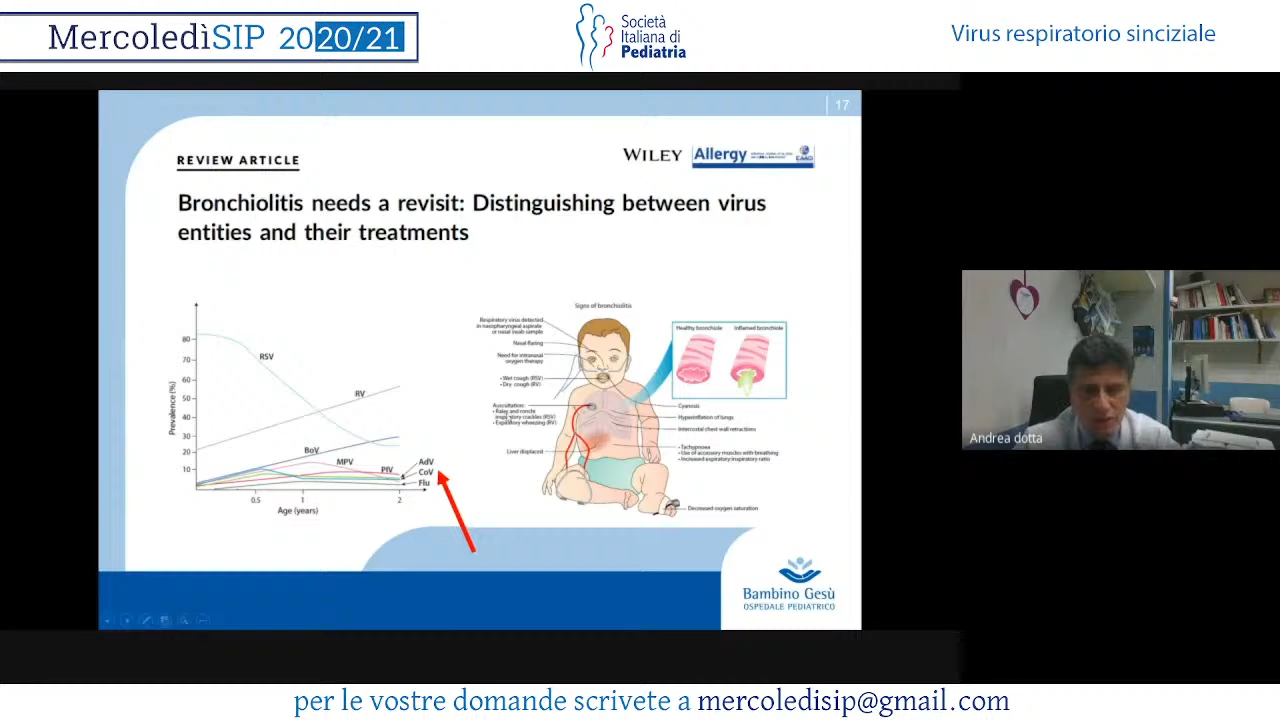 MercoledìSIP 2020/21
Società
Italiana di
Pediatria
Virus respiratorio sinciziale
17
REVIEW ARTICLE
WILEY
Allergy
EAACI
Bronchiolitis needs a revisit: Distinguishing between virus
entities and their treatments
Prevalence (%)
80
70
60
50
40
30
20
10
RSV
RV
BoV
MPV
PIV
AdV
CoV
Flu
0.5
1
2
Age (years)
Signs of bronchiolitis
Respiratory virus detected
in nasopharyngeal aspirate
or nasal swab sample
Nasal flaring
Need for intranasal
oxygen therapy
• Wet cough (RSV)
• Dry cough (RV)
Auscultation:
• Rales and ronchi
inspiratory crackles (RSV)
• Expiratory wheezing (RV)
Liver displaced
Healthy bronchiole
Inflamed bronchiole
Cyanosis
Hyperinflation of lungs
Intercostal chest wall retractions
• Tachypnoea
• Use of accessory muscles with breathing
• Increased expiratory inspiratory ratio
Decreased oxygen saturation
Bambino Gesù
OSPEDALE PEDIATRICO
Andrea dotta
per le vostre domande scrivete a mercoledisip@gmail.com